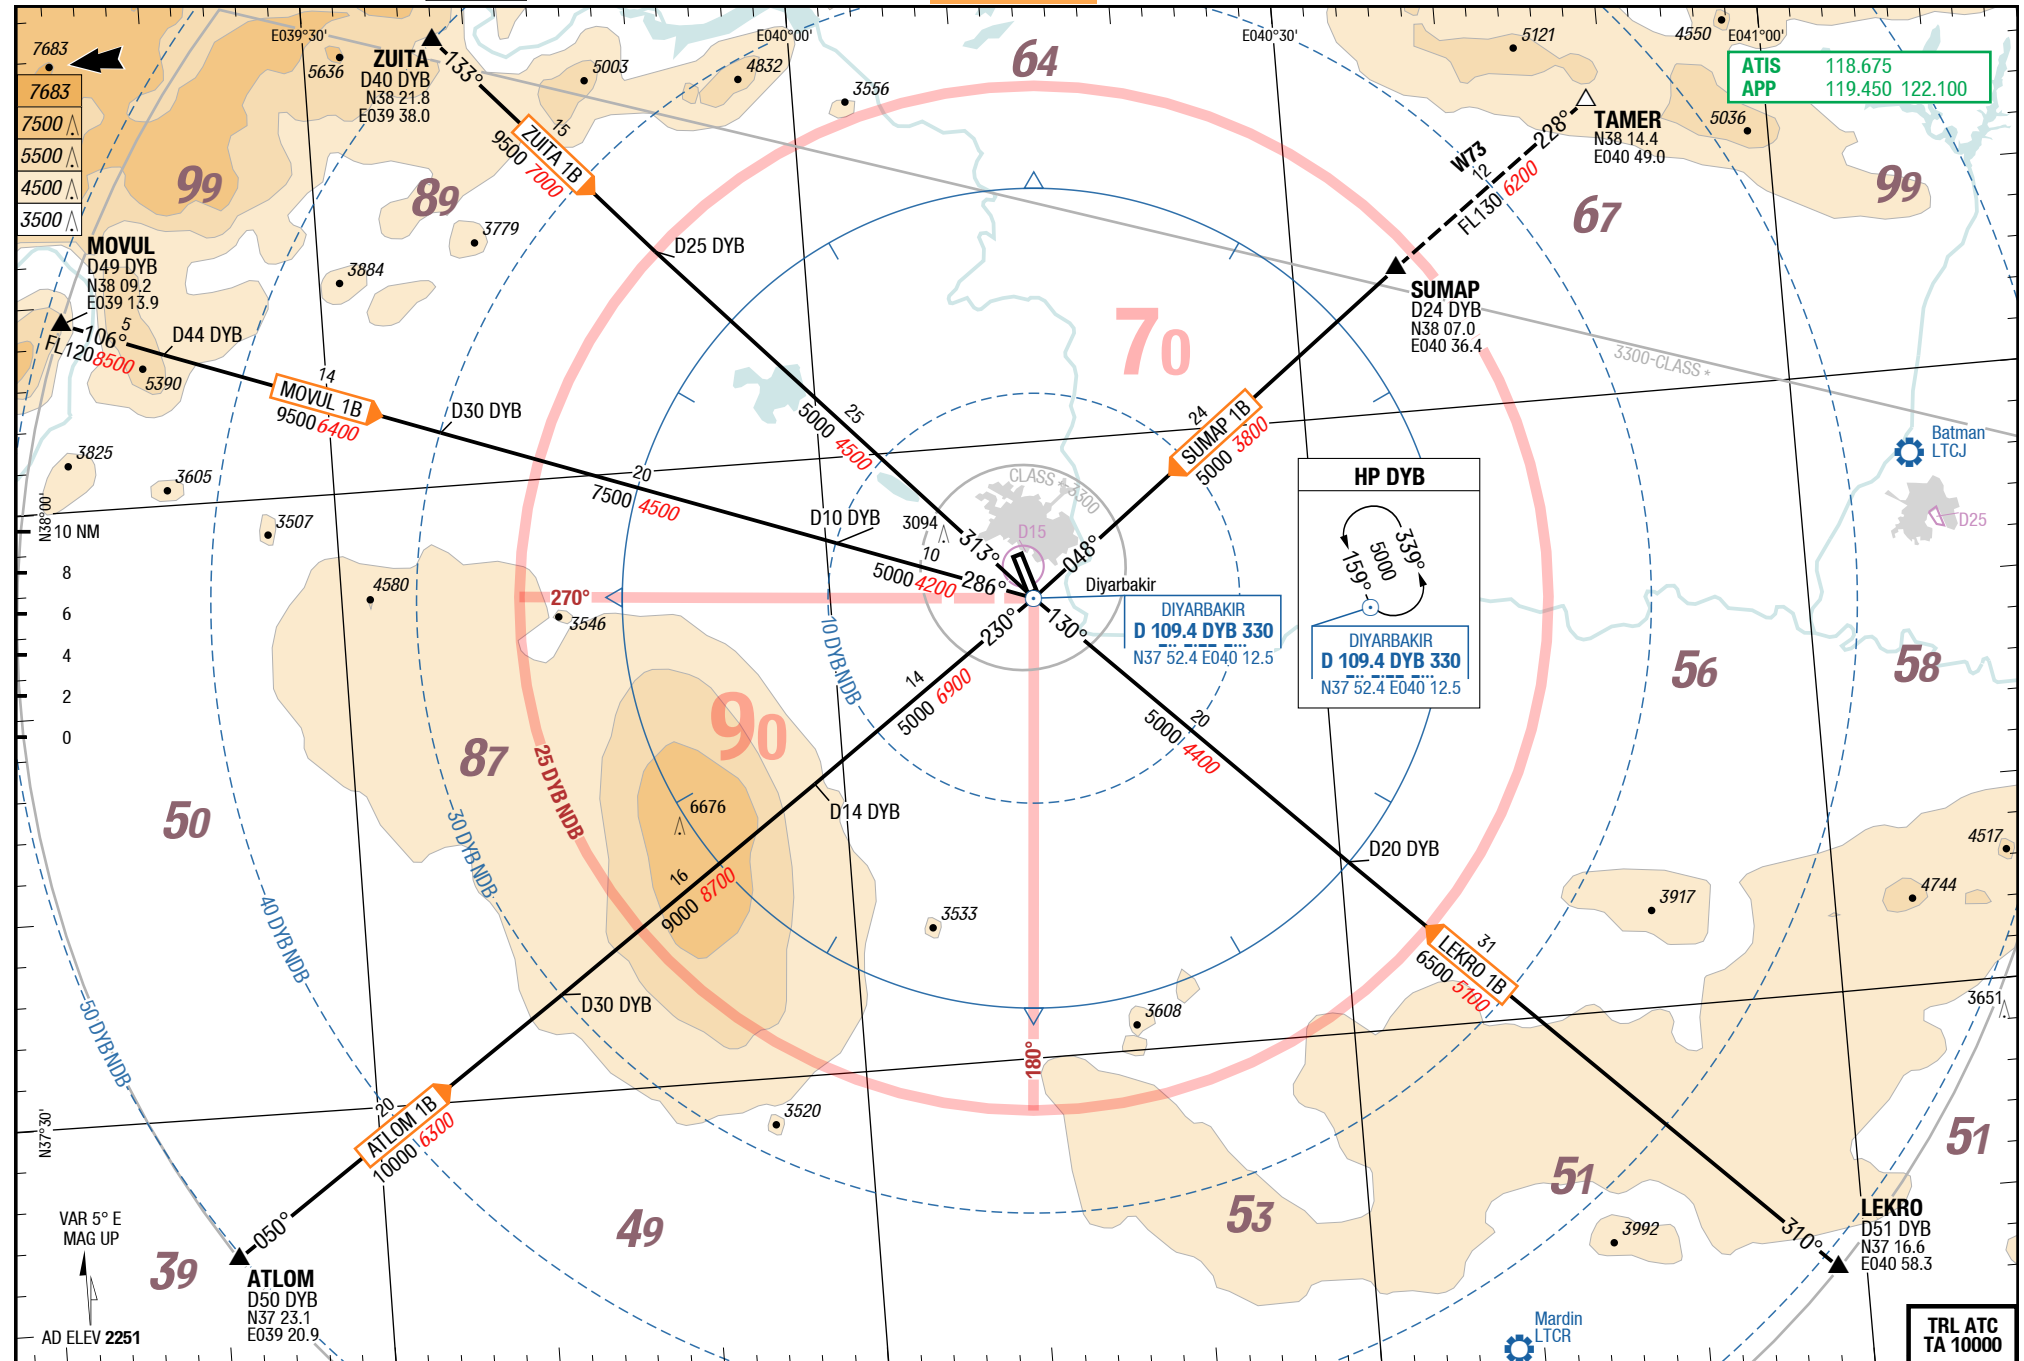 E039°30'
E040°00'
E040°30'
E041°00'
7683
7683
7500
5500
4500
3500
5636
ZUITA
D40 DYB
N38 21.8
E039 38.0
133°
15
ZUITA 1B
9500 7000
5003
4832
3556
64
5121
4550
ATIS 118.675
APP 119.450 122.100
5036
TAMER
N38 14.4
E040 49.0
228°
W73
12
FL130 6200
67
99
99
89
3779
3884
MOVUL
D49 DYB
N38 09.2
E039 13.9
106°
5
FL120 8500
D44 DYB
5390
14
MOVUL 1B
9500 6400
D30 DYB
D25 DYB
25
5000 4500
70
SUMAP
D24 DYB
N38 07.0
E040 36.4
3300-CLASS *
24
SUMAP 1B
5000 3800
Batman
LTCJ
D25
3825
3605
3507
20
7500 4500
D10 DYB
3094
10
5000 4200
286°
313°
048°
CLASS * 3300
D15
Diyarbakir
DIYARBAKIR
D 109.4 DYB 330
N37 52.4 E040 12.5
HP DYB
339°
5000
159°
DIYARBAKIR
D 109.4 DYB 330
N37 52.4 E040 12.5
N38°00'
10 NM
8
6
4
2
0
4580
270°
3546
10 DYB NDB
230°
130°
14
5000 6900
20
5000 4400
56
58
90
87
50
25 DYB NDB
30 DYB NDB
40 DYB NDB
50 DYB NDB
6676
D14 DYB
16
9000 8700
D20 DYB
3533
D30 DYB
3917
4517
4744
31
LEKRO 1B
6500 5100
3651
3608
180°
3520
20
ATLOM 1B
10000 6300
N37°30'
050°
ATLOM
D50 DYB
N37 23.1
E039 20.9
39
49
53
51
51
3992
310°
LEKRO
D51 DYB
N37 16.6
E040 58.3
VAR 5° E
MAG UP
AD ELEV 2251
Mardin
LTCR
TRL ATC
TA 10000